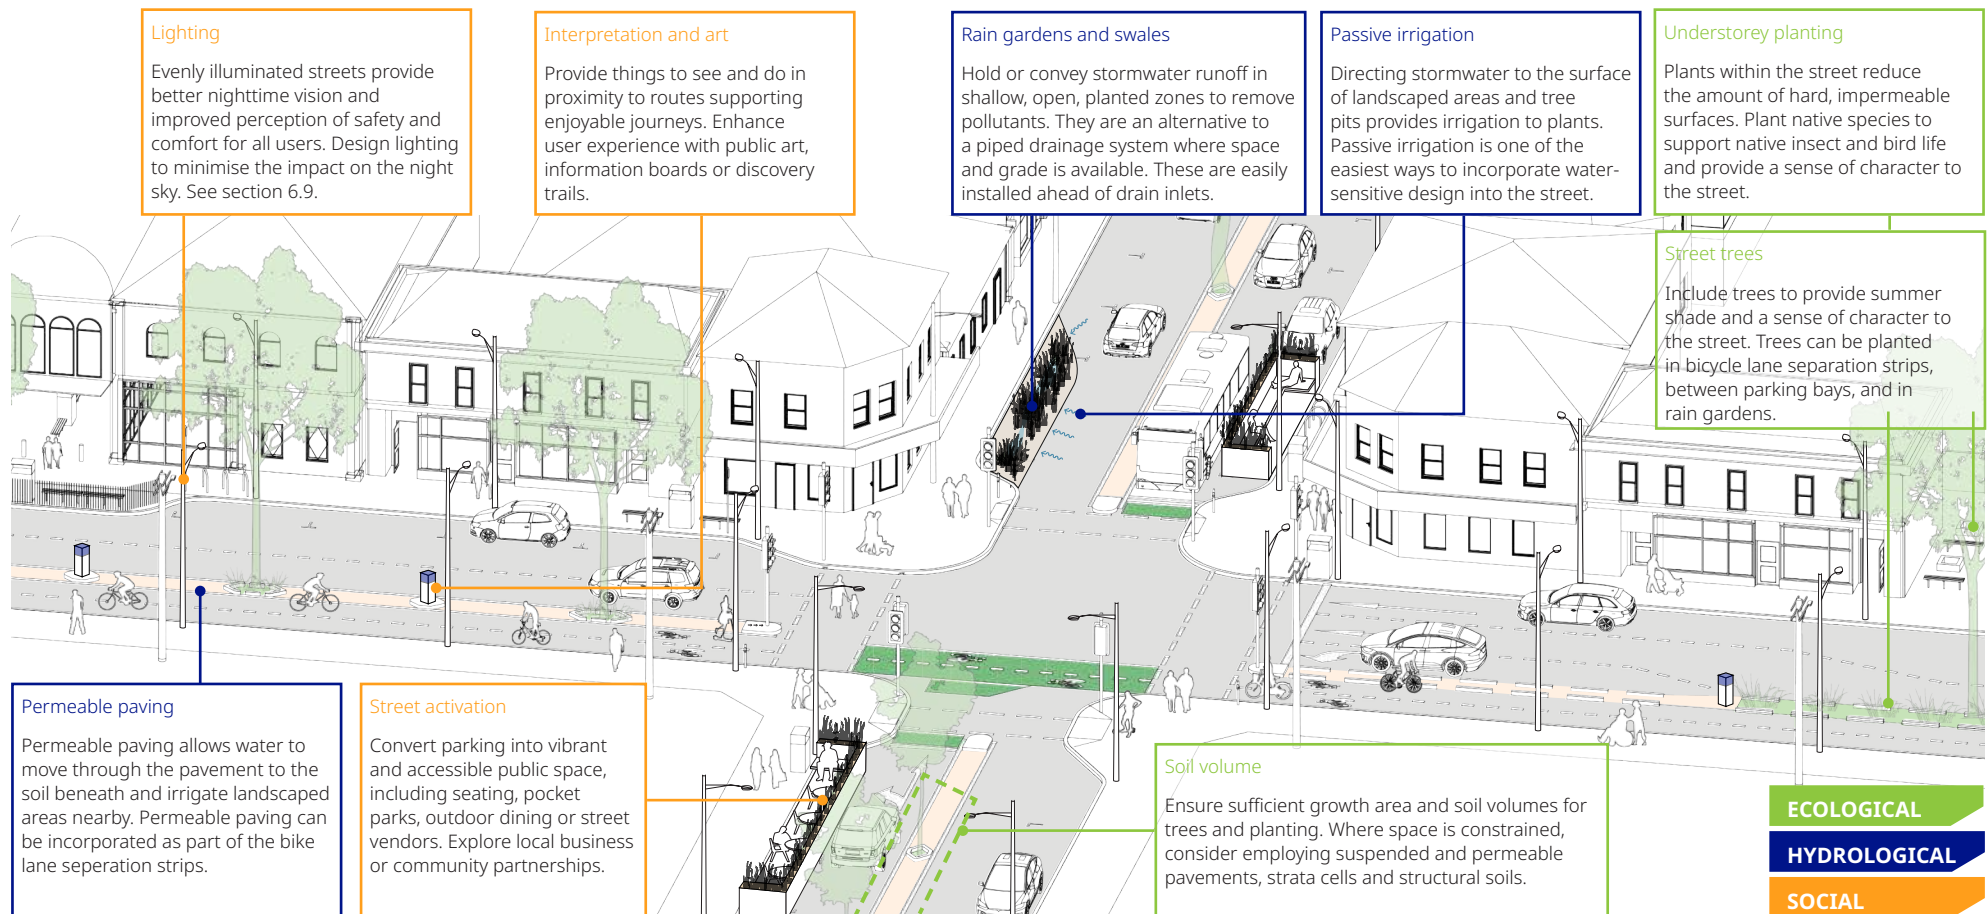 Lighting
Evenly illuminated streets provide
better nighttime vision and
improved perception of safety and
comfort for all users. Design lighting
to minimise the impact on the night
sky. See section 6.9.
Interpretation and art
Provide things to see and do in
proximity to routes supporting
enjoyable journeys. Enhance
user experience with public art,
information boards or discovery
trails.
Rain gardens and swales
Hold or convey stormwater runoff in
shallow, open, planted zones to remove
pollutants. They are an alternative to
a piped drainage system where space
and grade is available. These are easily
installed ahead of drain inlets.
Passive irrigation
Directing stormwater to the surface
of landscaped areas and tree
pits provides irrigation to plants.
Passive irrigation is one of the
easiest ways to incorporate water-
sensitive design into the street.
Understorey planting
Plants within the street reduce
the amount of hard, impermeable
surfaces. Plant native species to
support native insect and bird life
and provide a sense of character to
the street.
Street trees
Include trees to provide summer
shade and a sense of character to
the street. Trees can be planted
in bicycle lane separation strips,
between parking bays, and in
rain gardens.
Permeable paving
Permeable paving allows water to
move through the pavement to the
soil beneath and irrigate landscaped
areas nearby. Permeable paving can
be incorporated as part of the bike
lane seperation strips.
Street activation
Convert parking into vibrant
and accessible public space,
including seating, pocket
parks, outdoor dining or street
vendors. Explore local business
or community partnerships.
Soil volume
Ensure sufficient growth area and soil volumes for
trees and planting. Where space is constrained,
consider employing suspended and permeable
pavements, strata cells and structural soils.
ECOLOGICAL
HYDROLOGICAL
SOCIAL